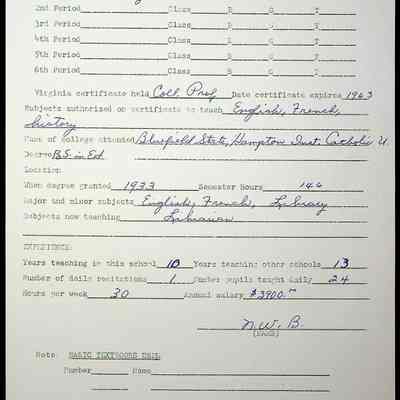 2nd Period Class B G T
3rd Period Class B G T
4th Period Class B G T
5th Period Class B G T
6th Period Class B G T
Virginia certificate held Coll. Prof. Date certificate expires 1963
Subjects authorized on certificate to teach English, French,
history
Name of college attended Bluefield State, Hampton Inst. Catholic U.
Degree B.S. in Ed.
Location
When degree granted 1933 Semester Hours 146
Major and minor subjects English, French, Library
Subjects now teaching Librarian
EXPERIENCE:
Years teaching in this school 10 Years teaching other schools 13
Number of daily recitations 1 Number pupils taught daily 24
Hours per week 30 Annual salary $3900.00
N.W. B.
(NAME)
Note: BASIC TEXTBOOKS USED
Number Name